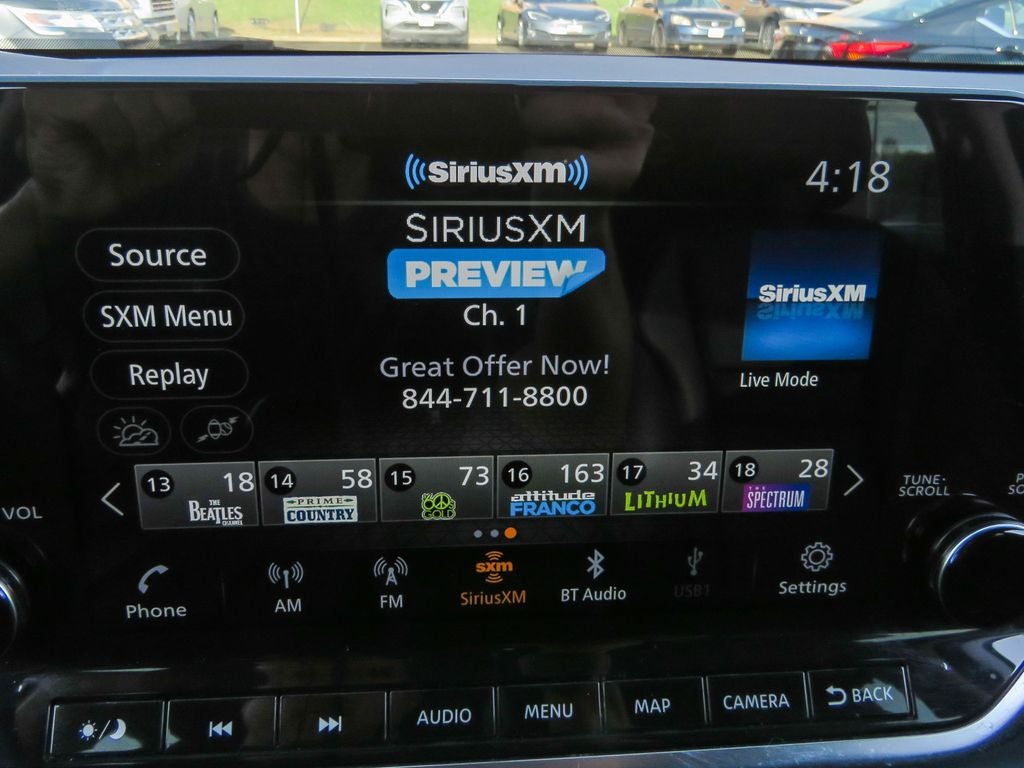 SiriusXM
4:18
SIRIUSXM
PREVIEW
Ch. 1
Great Offer Now!
844-711-8800
Source
SXM Menu
Replay
SiriusXM
Live Mode
13 18 THE BEATLES CHANNEL
14 58 PRIME COUNTRY
15 73 60s GOLD
16 163 attitude FRANCO
17 34 LiTHiUM
18 28 THE SPECTRUM
VOL
TUNE·
SCROLL
Phone
AM
FM
sxm
SiriusXM
BT Audio
USB1
Settings
AUDIO
MENU
MAP
CAMERA
BACK